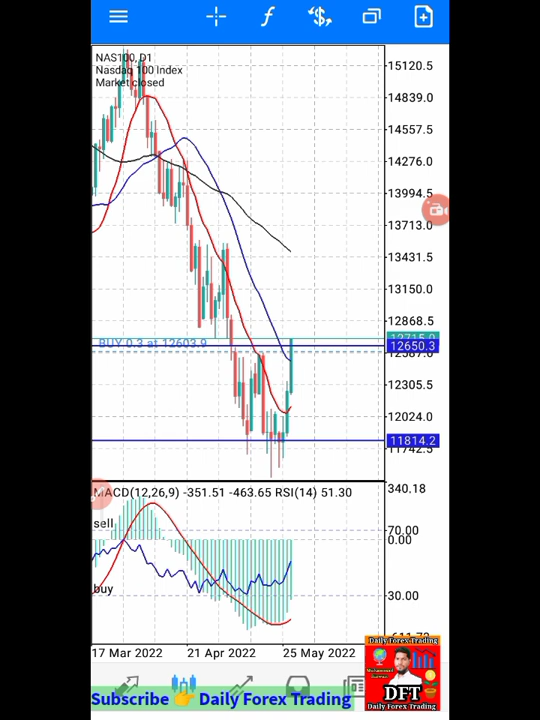 NAS100,D1
Nasdaq 100 Index
Market closed
15120.5
14839.0
14557.5
14276.0
13994.5
13713.0
13431.5
13150.0
12868.5
12715.0
BUY 0.3 at 12603.9
12650.3
12587.0
12305.5
12024.0
11814.2
11742.5
MACD(12,26,9) -351.51 -463.65 RSI(14) 51.30
340.18
sell
70.00
0.00
buy
30.00
17 Mar 2022
21 Apr 2022
25 May 2022
Daily Forex Trading
DFT
Daily Forex Trading
Subscribe 👉 Daily Forex Trading